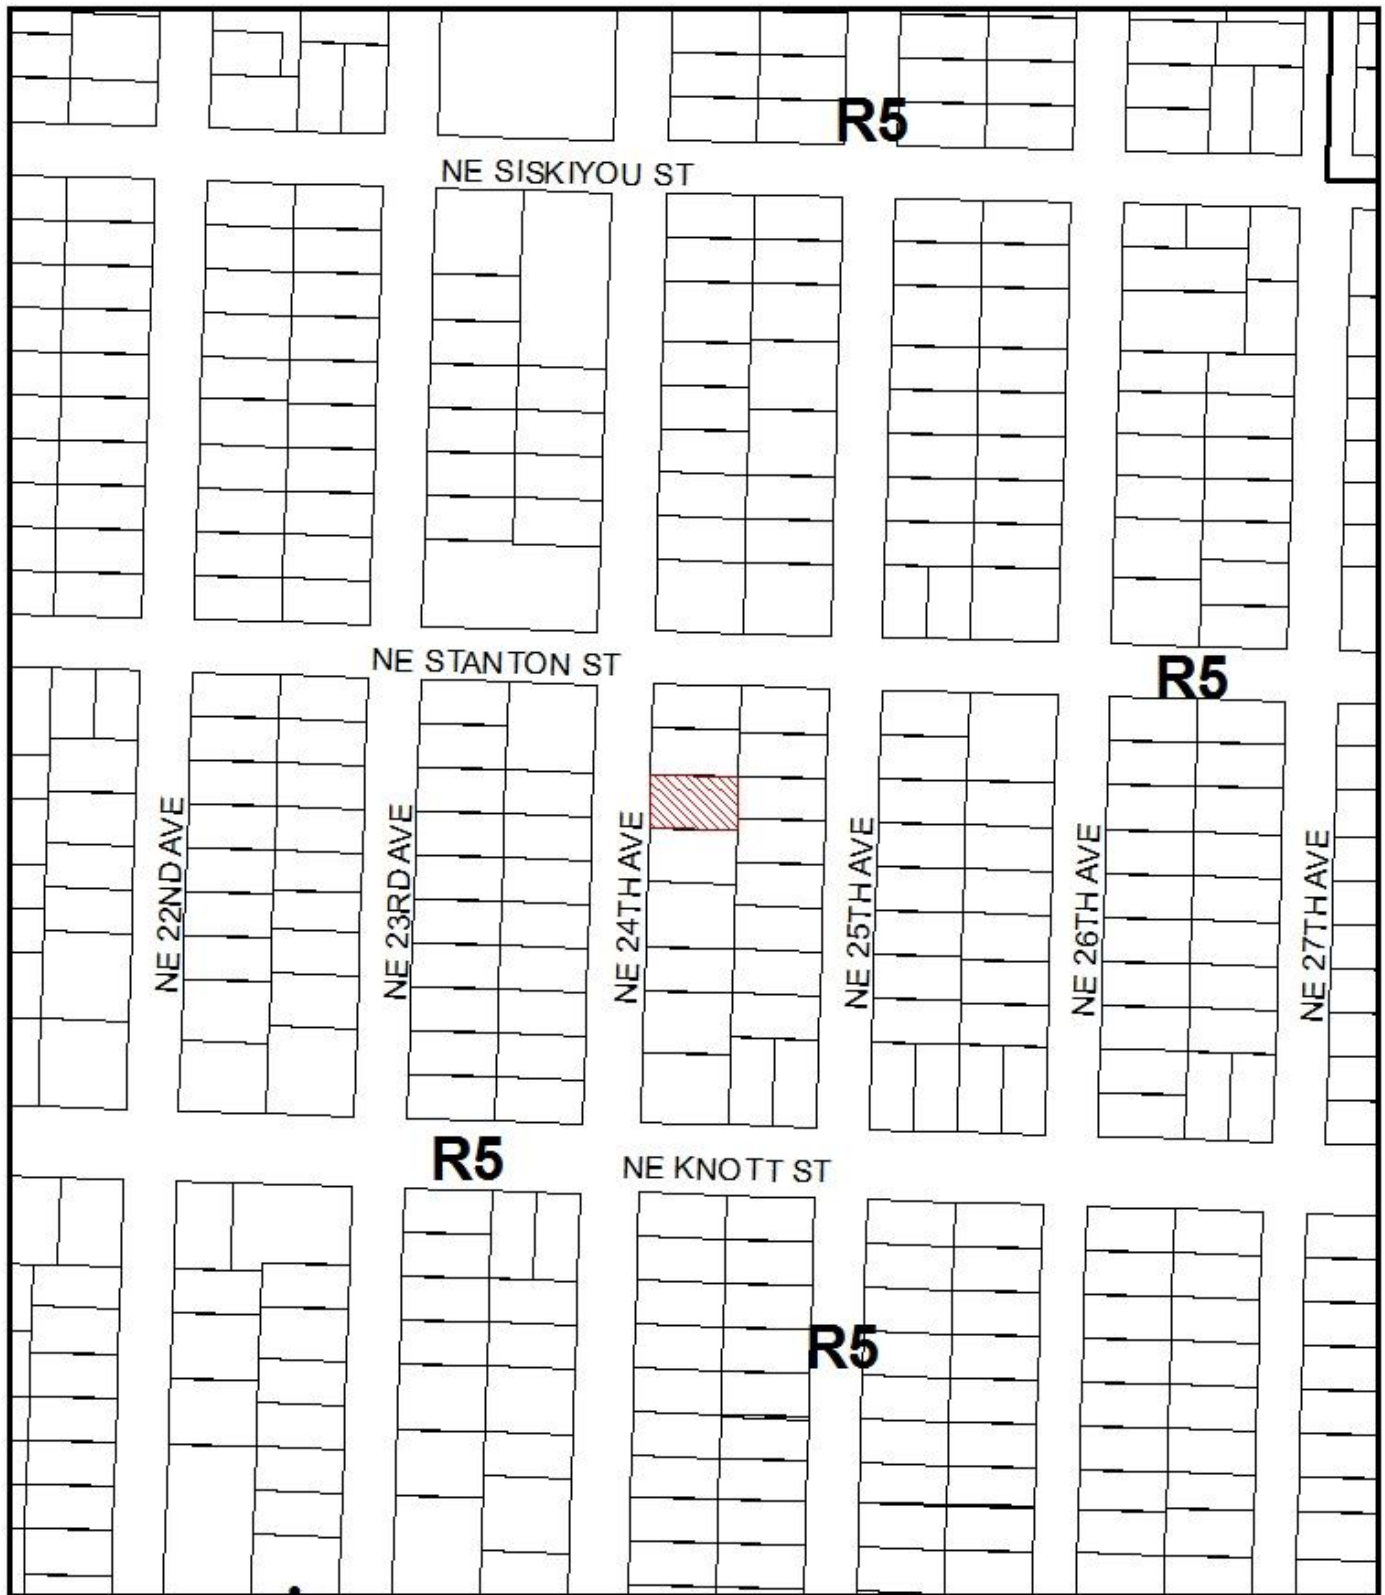 R5
NE SISKIYOU ST
NE STANTON ST
R5
NE 22ND AVE
NE 23RD AVE
NE 24TH AVE
NE 25TH AVE
NE 26TH AVE
NE 27TH AVE
R5
NE KNOTT ST
R5